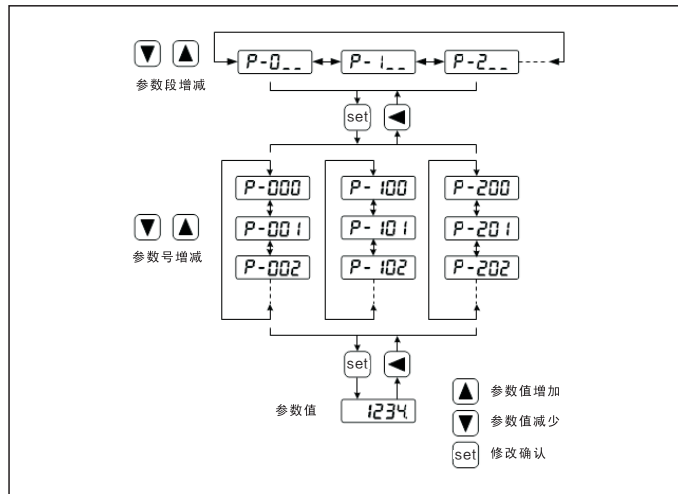 P-0__ P-1__ P-2__
参数段增减
set
P-000 P-100 P-200
P-001 P-101 P-201
参数号增减
P-002 P-102 P-202
set
参数值增加
参数值 1234.
参数值减少
set 修改确认